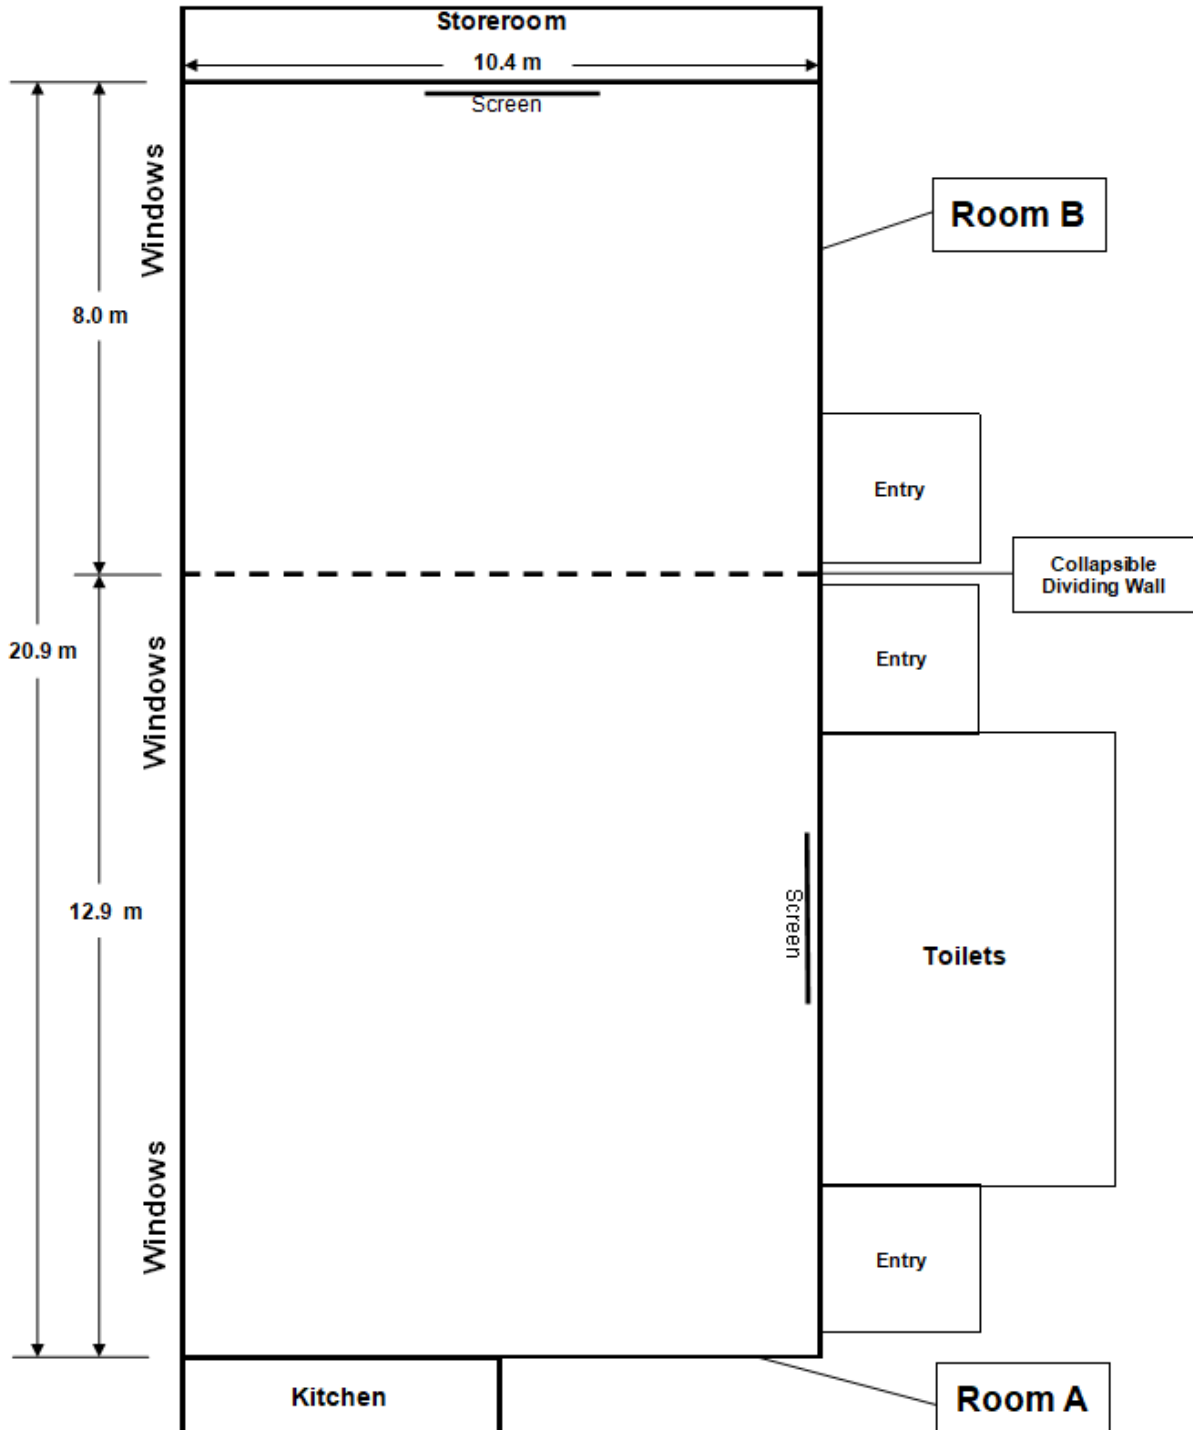 Storeroom
10.4 m
Screen
Windows
Room B
8.0 m
Entry
Collapsible
Dividing Wall
20.9 m
Windows
Entry
12.9 m
Screen
Toilets
Windows
Entry
Kitchen
Room A